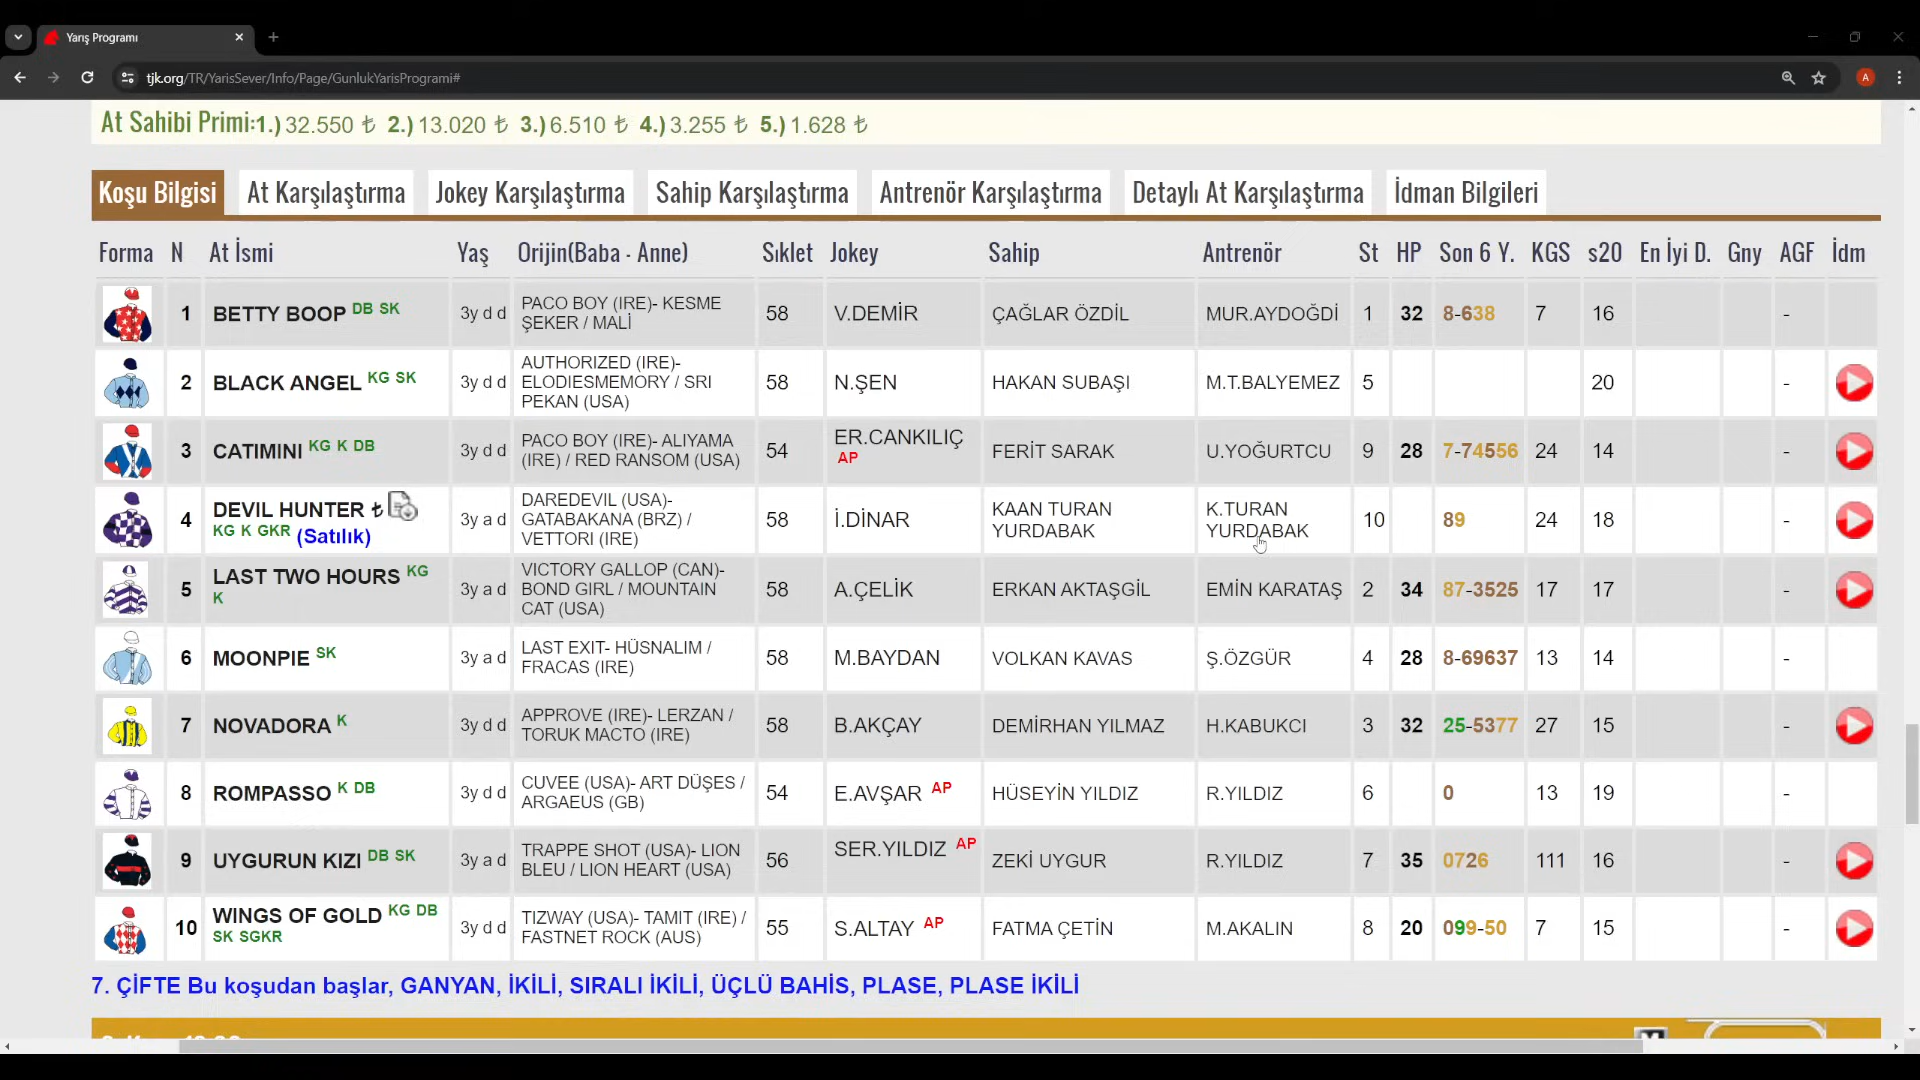 Yarış Programı
tjk.org/TR/YarisSever/Info/Page/GunlukYarisProgrami#
A
At Sahibi Primi:1.) 32.550 ₺ 2.) 13.020 ₺ 3.) 6.510 ₺ 4.) 3.255 ₺ 5.) 1.628 ₺
Koşu Bilgisi At Karşılaştırma Jokey Karşılaştırma Sahip Karşılaştırma Antrenör Karşılaştırma Detaylı At Karşılaştırma İdman Bilgileri
Forma N At İsmi Yaş Orijin(Baba - Anne) Sıklet Jokey Sahip Antrenör St HP Son 6 Y. KGS s20 En İyi D. Gny AGF İdm
1 BETTY BOOP DB SK 3y d d PACO BOY (IRE)- KESME ŞEKER / MALİ 58 V.DEMİR ÇAĞLAR ÖZDİL MUR.AYDOĞDİ 1 32 8-638 7 16 -
2 BLACK ANGEL KG SK 3y d d AUTHORIZED (IRE)- ELODIESMEMORY / SRI PEKAN (USA) 58 N.ŞEN HAKAN SUBAŞI M.T.BALYEMEZ 5 20 -
3 CATIMINI KG K DB 3y d d PACO BOY (IRE)- ALIYAMA (IRE) / RED RANSOM (USA) 54 ER.CANKILIÇ AP FERİT SARAK U.YOĞURTCU 9 28 7-74556 24 14 -
4 DEVIL HUNTER ₺ KG K GKR (Satılık) 3y a d DAREDEVIL (USA)- GATABAKANA (BRZ) / VETTORI (IRE) 58 İ.DİNAR KAAN TURAN YURDABAK K.TURAN YURDABAK 10 89 24 18 -
5 LAST TWO HOURS KG K 3y a d VICTORY GALLOP (CAN)- BOND GIRL / MOUNTAIN CAT (USA) 58 A.ÇELİK ERKAN AKTAŞGİL EMİN KARATAŞ 2 34 87-3525 17 17 -
6 MOONPIE SK 3y a d LAST EXIT- HÜSNALIM / FRACAS (IRE) 58 M.BAYDAN VOLKAN KAVAS Ş.ÖZGÜR 4 28 8-69637 13 14 -
7 NOVADORA K 3y d d APPROVE (IRE)- LERZAN / TORUK MACTO (IRE) 58 B.AKÇAY DEMİRHAN YILMAZ H.KABUKCI 3 32 25-5377 27 15 -
8 ROMPASSO K DB 3y d d CUVEE (USA)- ART DÜŞES / ARGAEUS (GB) 54 E.AVŞAR AP HÜSEYİN YILDIZ R.YILDIZ 6 0 13 19 -
9 UYGURUN KIZI DB SK 3y a d TRAPPE SHOT (USA)- LION BLEU / LION HEART (USA) 56 SER.YILDIZ AP ZEKİ UYGUR R.YILDIZ 7 35 0726 111 16 -
10 WINGS OF GOLD KG DB SK SGKR 3y d d TIZWAY (USA)- TAMIT (IRE) / FASTNET ROCK (AUS) 55 S.ALTAY AP FATMA ÇETİN M.AKALIN 8 20 099-50 7 15 -
7. ÇİFTE Bu koşudan başlar, GANYAN, İKİLİ, SIRALI İKİLİ, ÜÇLÜ BAHİS, PLASE, PLASE İKİLİ